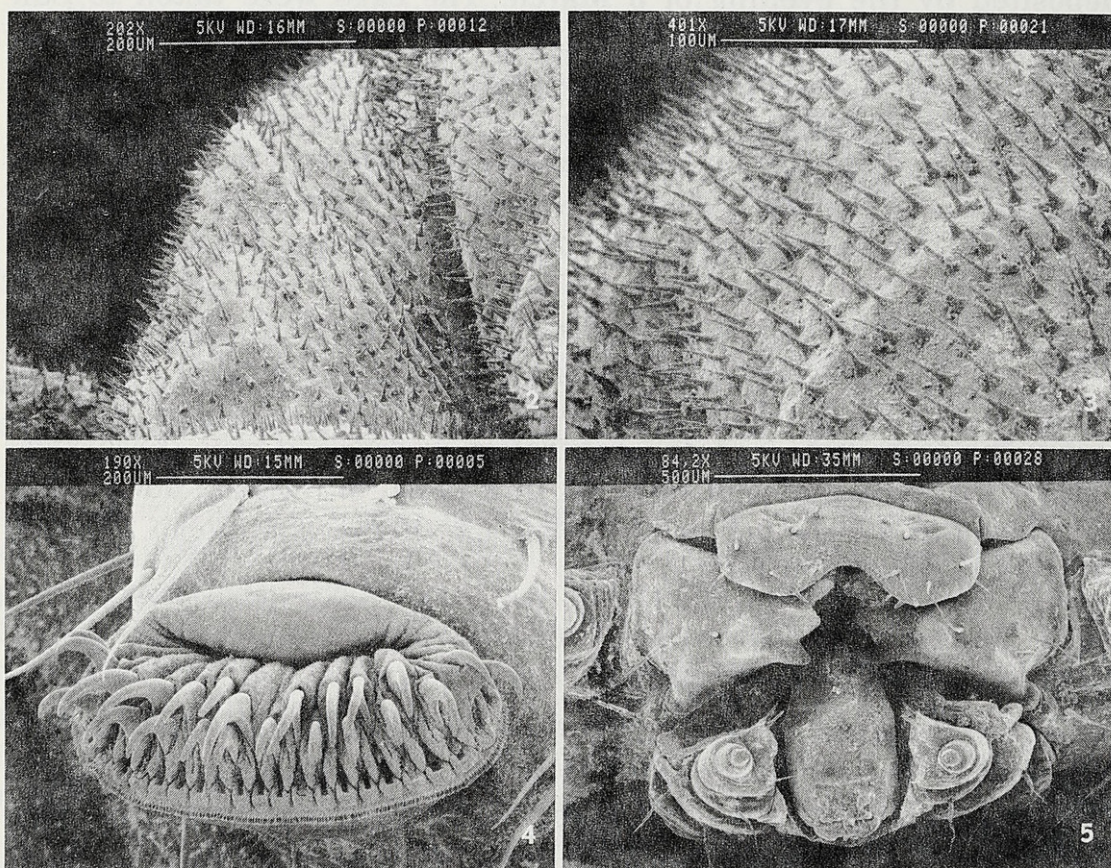 202X 5KV WD:16MM S:00000 P:00012
200UM
2
401X 5KV WD:17MM S:00000 P:00021
100UM
3
190X 5KV WD:15MM S:00000 P:00005
200UM
4
84.2X 5KV WD:35MM S:00000 P:00028
500UM
5